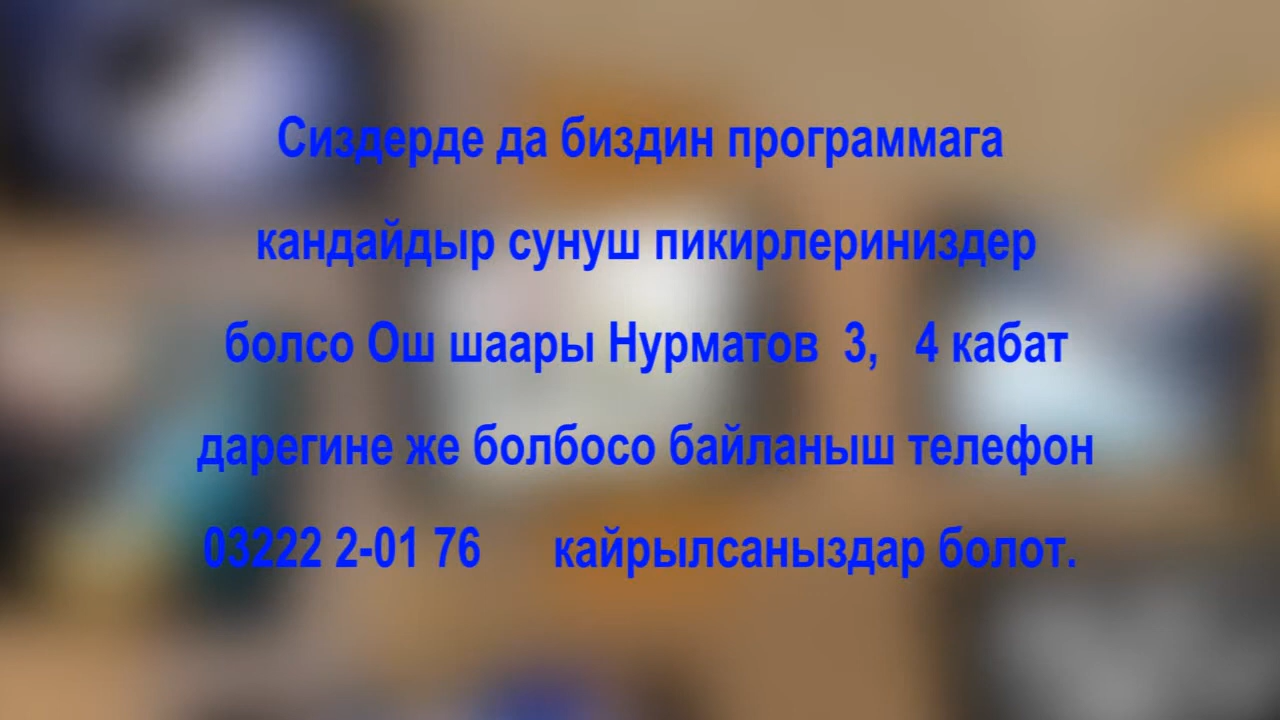 Сиздерде да биздин программага
кандайдыр сунуш пикирлериниздер
болсо Ош шаары Нурматов 3, 4 кабат
дарегине же болбосо байланыш телефон
03222 2-01 76 кайрылсаныздар болот.